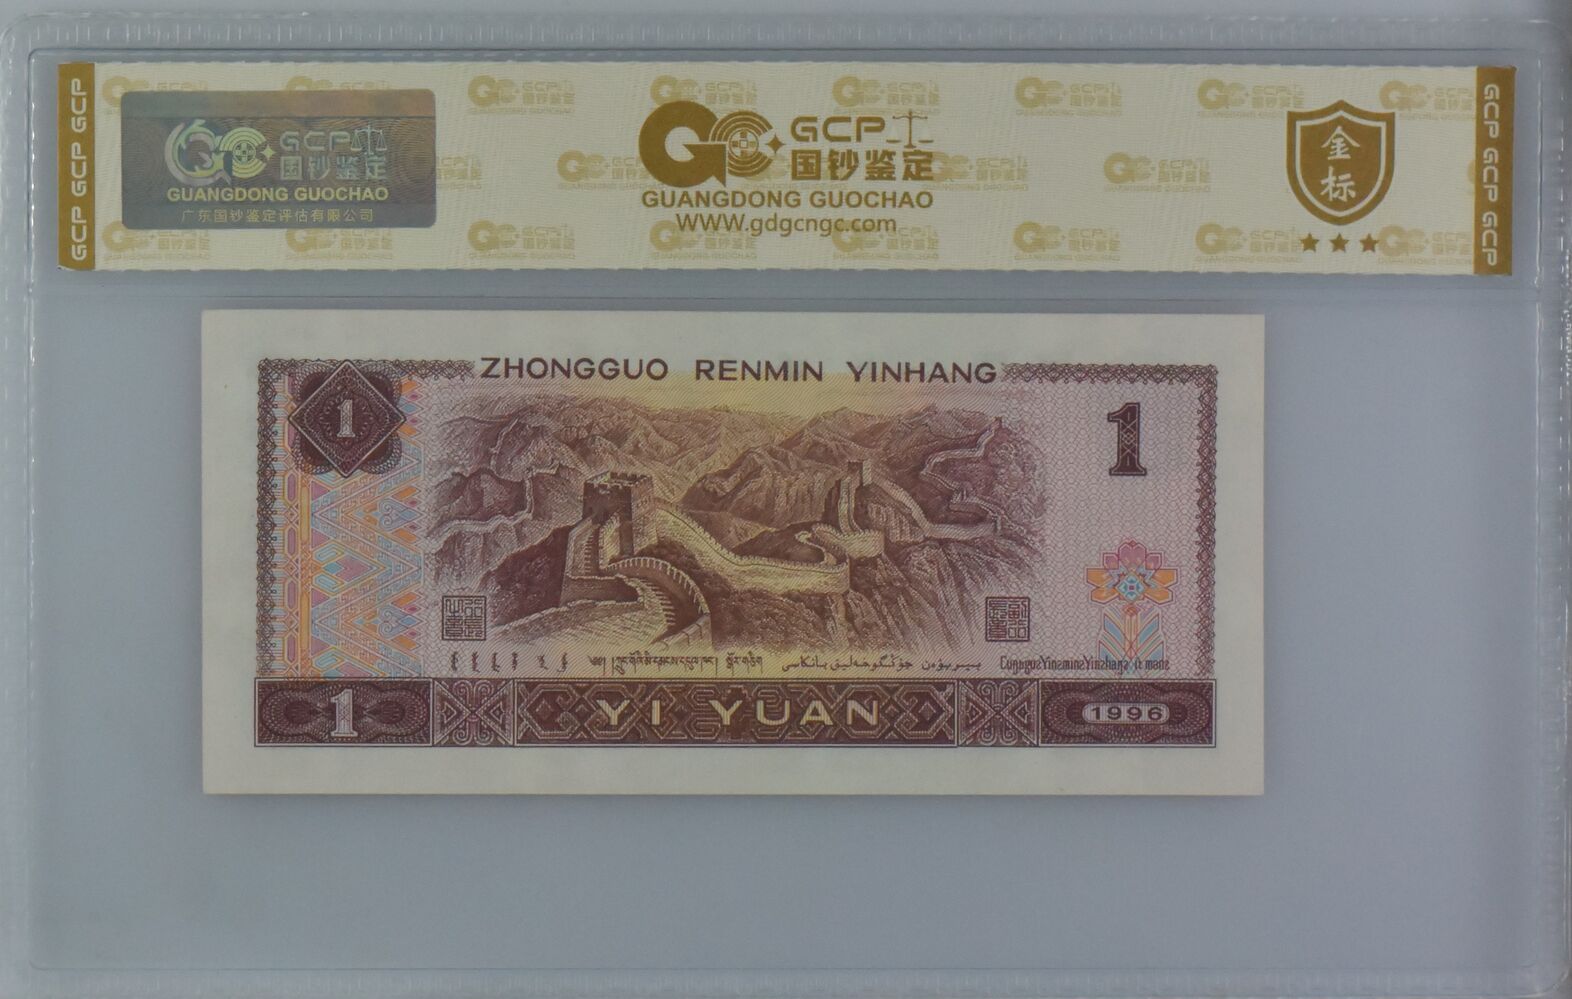 GCP GCP GCP
GCP
国钞鉴定
GUANGDONG GUOCHAO
广东国钞鉴定评估有限公司
GCP
国钞鉴定
GUANGDONG GUOCHAO
WWW.gdgcngc.com
金标
GCP GCP GCP
ZHONGGUO RENMIN YINHANG
1
1
1
YI YUAN
1996